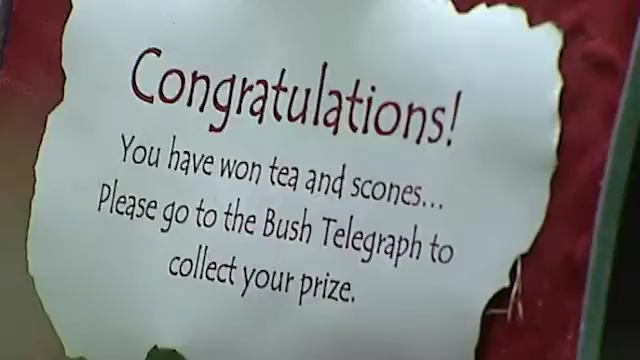 Congratulations!
You have won tea and scones...
Please go to the Bush Telegraph to
collect your prize.